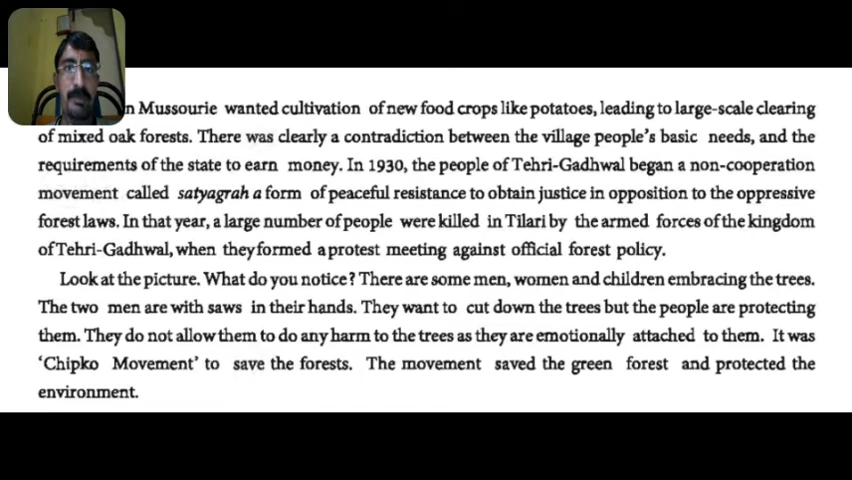 n Mussourie wanted cultivation of new food crops like potatoes, leading to large-scale clearing
of mixed oak forests. There was clearly a contradiction between the village people's basic needs, and the
requirements of the state to earn money. In 1930, the people of Tehri-Gadhwal began a non-cooperation
movement called satyagrah a form of peaceful resistance to obtain justice in opposition to the oppressive
forest laws. In that year, a large number of people were killed in Tilari by the armed forces of the kingdom
of Tehri-Gadhwal, when they formed a protest meeting against official forest policy.
Look at the picture. What do you notice? There are some men, women and children embracing the trees.
The two men are with saws in their hands. They want to cut down the trees but the people are protecting
them. They do not allow them to do any harm to the trees as they are emotionally attached to them. It was
'Chipko Movement' to save the forests. The movement saved the green forest and protected the
environment.